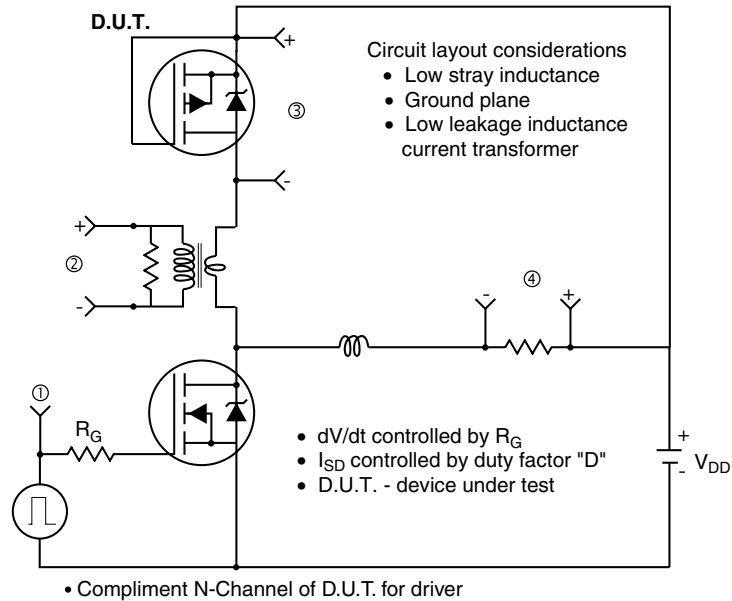 D.U.T.
+
③
-
Circuit layout considerations
• Low stray inductance
• Ground plane
• Low leakage inductance
current transformer
+
②
-
④
- +
①
R_G
• dV/dt controlled by R_G
• I_SD controlled by duty factor "D"
• D.U.T. - device under test
+
V_DD
-
• Compliment N-Channel of D.U.T. for driver